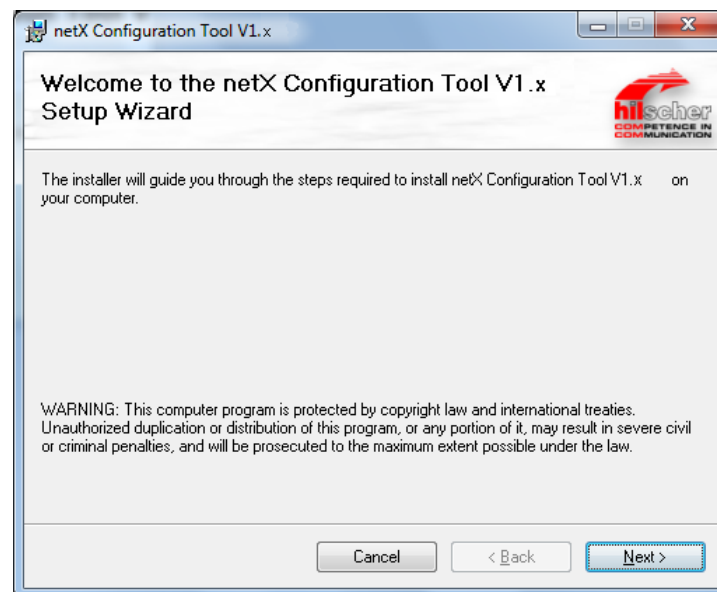 netX Configuration Tool V1.x
Welcome to the netX Configuration Tool V1.x
Setup Wizard
hilscher
COMPETENCE IN
COMMUNICATION
The installer will guide you through the steps required to install netX Configuration Tool V1.x on
your computer.
WARNING: This computer program is protected by copyright law and international treaties.
Unauthorized duplication or distribution of this program, or any portion of it, may result in severe civil
or criminal penalties, and will be prosecuted to the maximum extent possible under the law.
Cancel < Back Next >